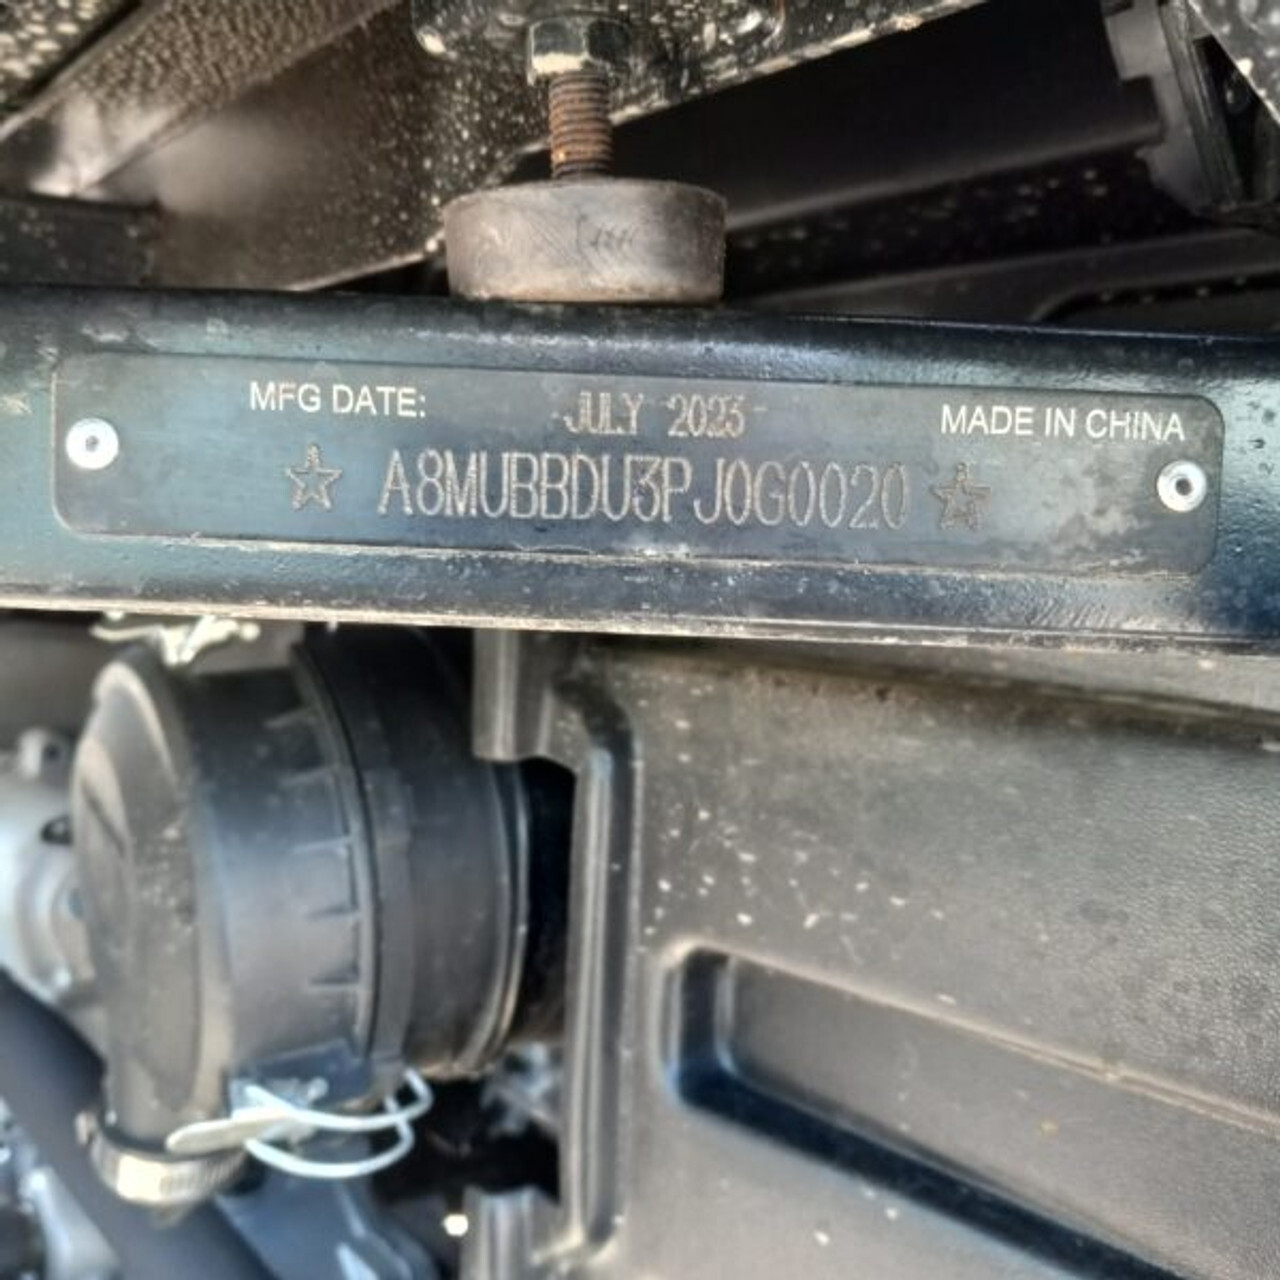 MFG DATE: JULY 2023 MADE IN CHINA
A8MUBBDU3PJ0G0020